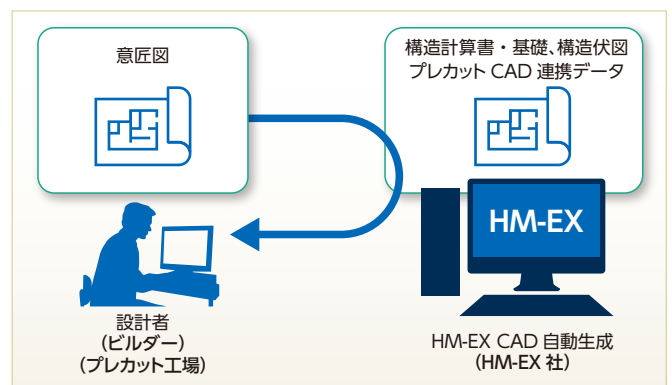 意匠図
構造計算書・基礎、構造伏図
プレカット CAD 連携データ
HM-EX
設計者
(ビルダー)
(プレカット工場)
HM-EX CAD 自動生成
(HM-EX 社)